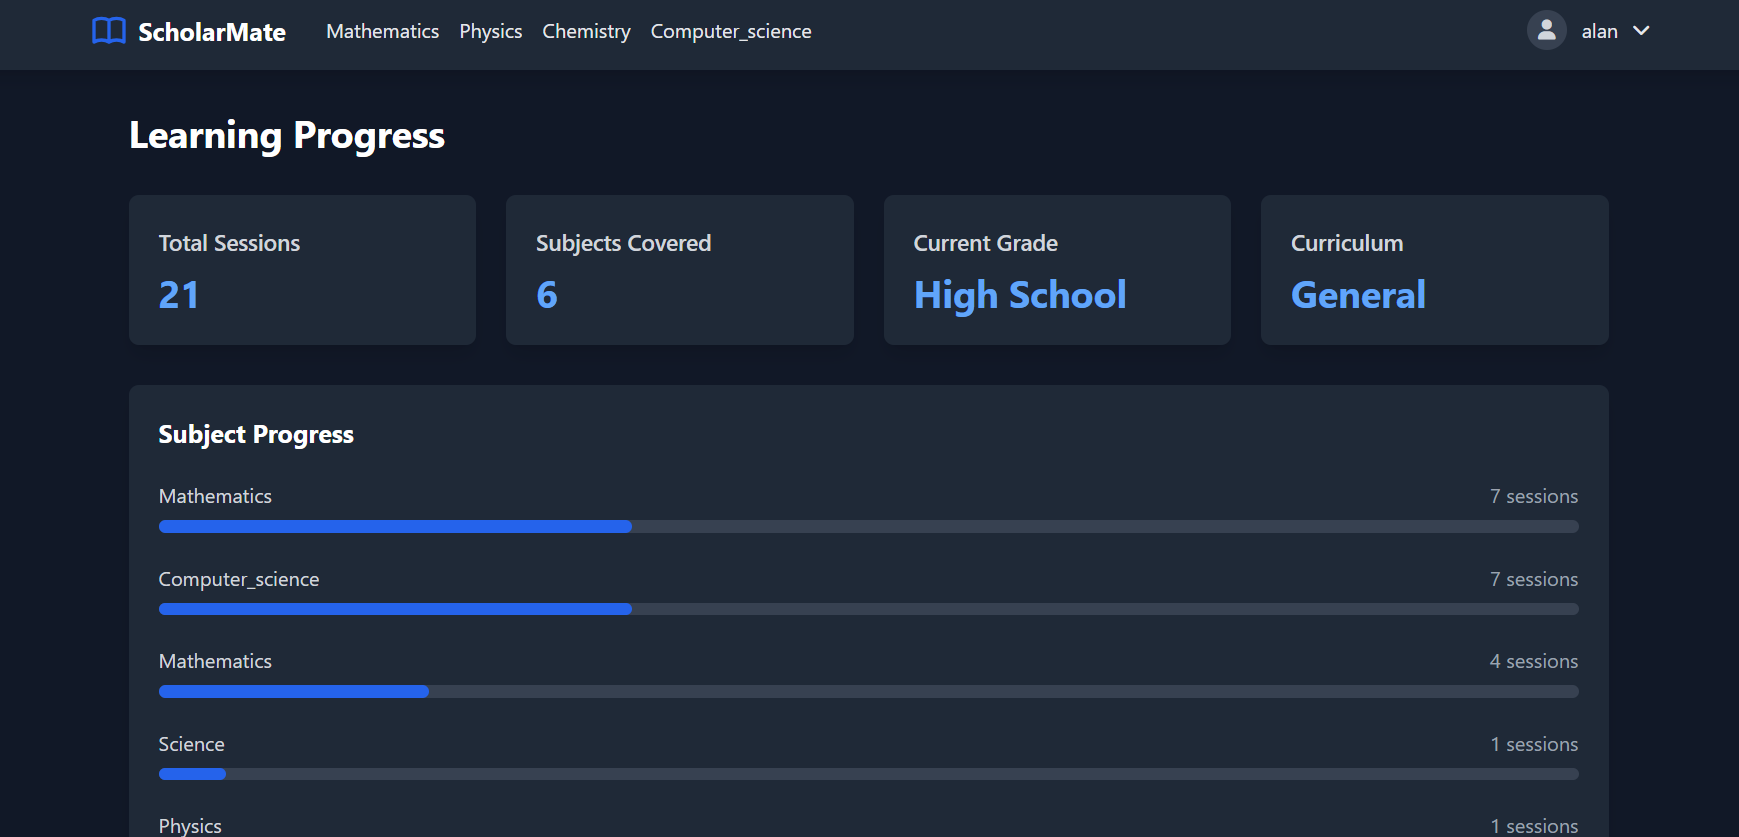 ScholarMate Mathematics Physics Chemistry Computer_science alan
Learning Progress
Total Sessions
21
Subjects Covered
6
Current Grade
High School
Curriculum
General
Subject Progress
Mathematics 7 sessions
Computer_science 7 sessions
Mathematics 4 sessions
Science 1 sessions
Physics 1 sessions